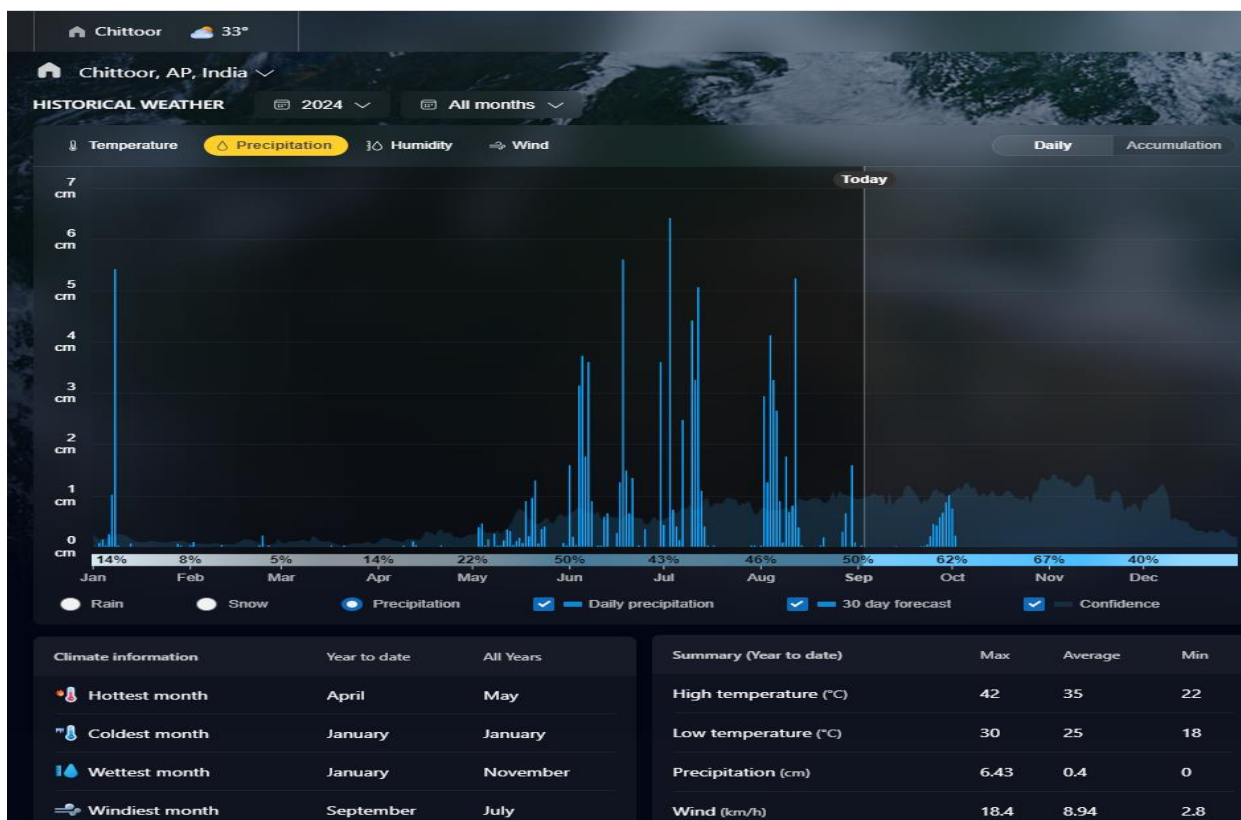 Chittoor 33°
Chittoor, AP, India
HISTORICAL WEATHER 2024 All months
Temperature Precipitation Humidity Wind Daily Accumulation
Today
7
cm
6
cm
5
cm
4
cm
3
cm
2
cm
1
cm
0
cm
14% 8% 5% 14% 22% 50% 43% 46% 50% 62% 67% 40%
Jan Feb Mar Apr May Jun Jul Aug Sep Oct Nov Dec
Rain Snow Precipitation Daily precipitation 30 day forecast Confidence
Climate information Year to date All Years
Hottest month April May
Coldest month January January
Wettest month January November
Windiest month September July
Summary (Year to date) Max Average Min
High temperature (°C) 42 35 22
Low temperature (°C) 30 25 18
Precipitation (cm) 6.43 0.4 0
Wind (km/h) 18.4 8.94 2.8